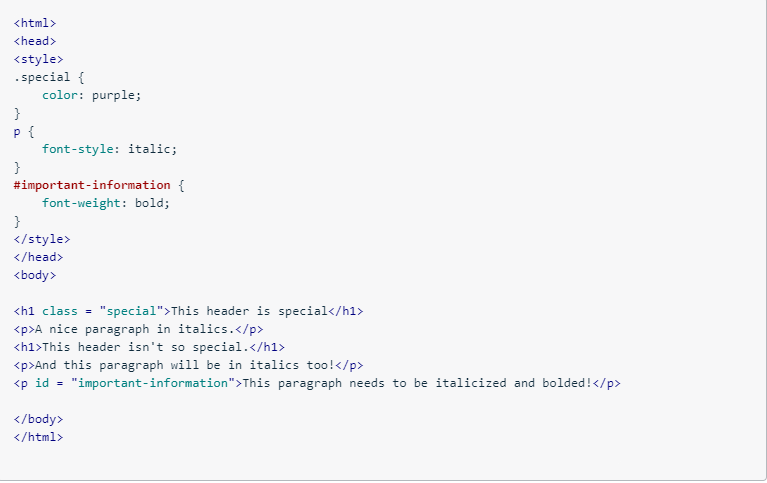 <html>
<head>
<style>
.special {
    color: purple;
}
p {
    font-style: italic;
}
#important-information {
    font-weight: bold;
}
</style>
</head>
<body>
<h1 class = "special">This header is special</h1>
<p>A nice paragraph in italics.</p>
<h1>This header isn't so special.</h1>
<p>And this paragraph will be in italics too!</p>
<p id = "important-information">This paragraph needs to be italicized and bolded!</p>
</body>
</html>